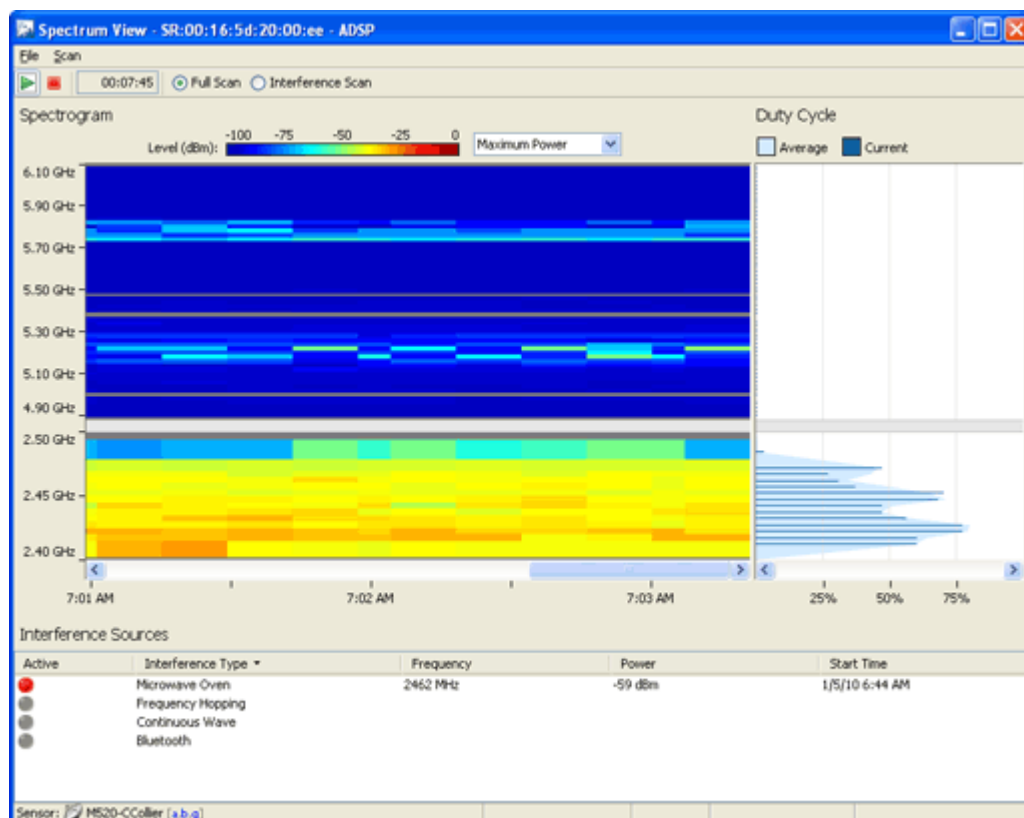 Spectrum View - SR:00:16:5d:20:00:ee - ADSP
File Scan
00:07:45 Full Scan Interference Scan
Spectrogram Duty Cycle
Level (dBm): -100 -75 -50 -25 0 Maximum Power Average Current
6.10 GHz
5.90 GHz
5.70 GHz
5.50 GHz
5.30 GHz
5.10 GHz
4.90 GHz
2.50 GHz
2.45 GHz
2.40 GHz
7:01 AM 7:02 AM 7:03 AM 25% 50% 75%
Interference Sources
Active Interference Type Frequency Power Start Time
Microwave Oven 2462 MHz -59 dBm 1/5/10 6:44 AM
Frequency Hopping
Continuous Wave
Bluetooth
Sensor: M520-CCollier [a,b,g]